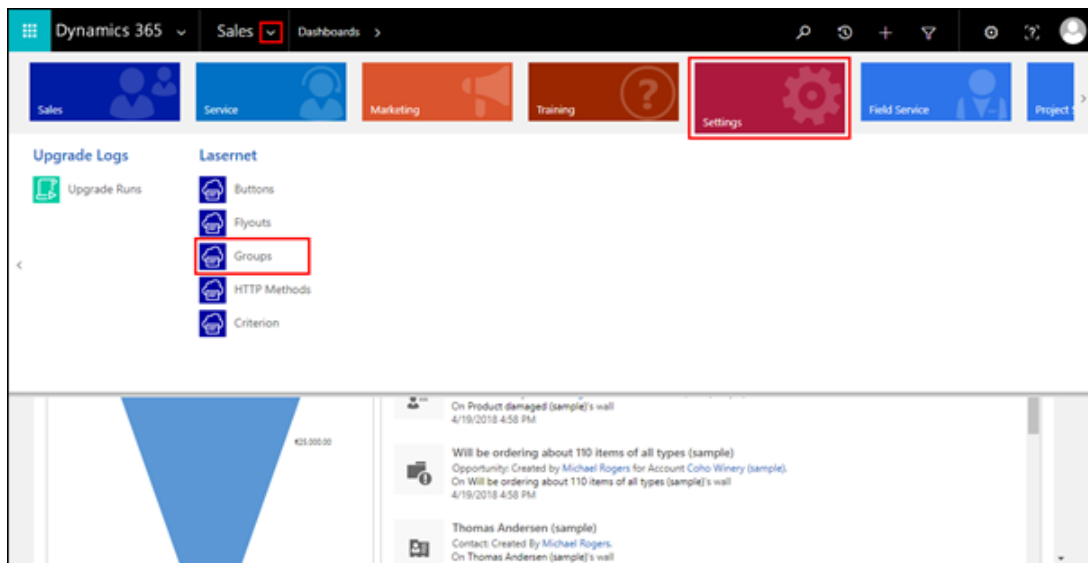 Dynamics 365 Sales Dashboards
Sales Service Marketing Training Settings Field Service Project
Upgrade Logs Lasernet
Upgrade Runs Buttons
Flyouts
Groups
HTTP Methods
Criterion
On Product damaged (sample)'s wall
4/19/2018 4:58 PM
€25,000.00
Will be ordering about 110 items of all types (sample)
Opportunity: Created by Michael Rogers for Account Coho Winery (sample).
On Will be ordering about 110 items of all types (sample)'s wall
4/19/2018 4:58 PM
Thomas Andersen (sample)
Contact: Created By Michael Rogers.
On Thomas Andersen (sample)'s wall